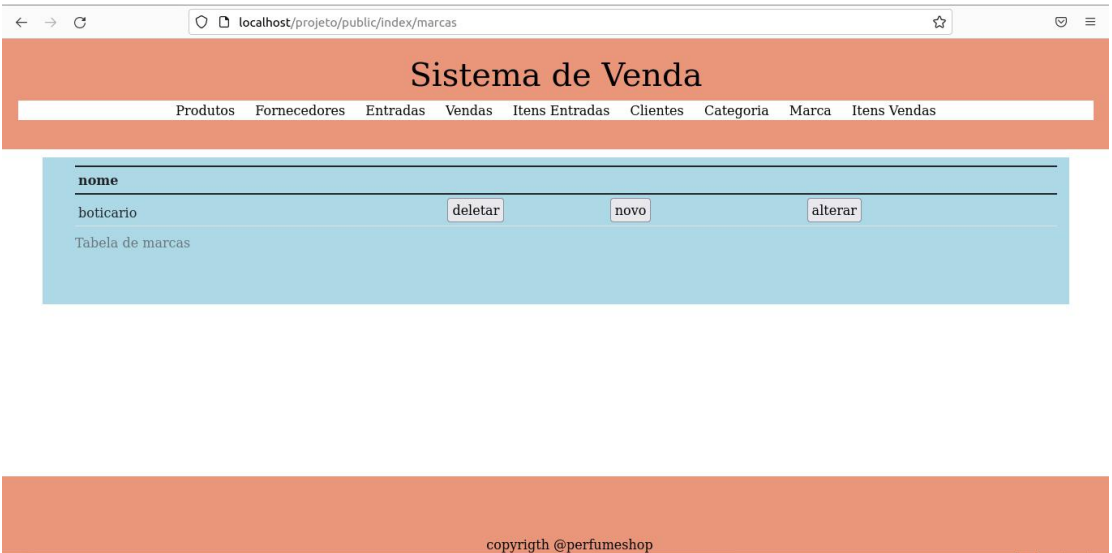 localhost/projeto/public/index/marcas
Sistema de Venda
Produtos Fornecedores Entradas Vendas Itens Entradas Clientes Categoria Marca Itens Vendas
nome
boticario deletar novo alterar
Tabela de marcas
copyrigth @perfumeshop